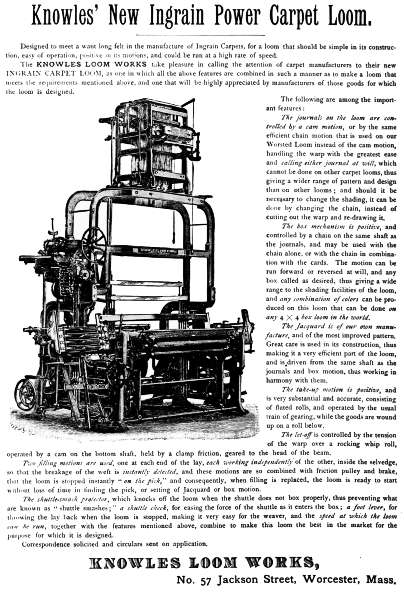 Knowles' New Ingrain Power Carpet Loom.
Designed to meet a want long felt in the manufacture of Ingrain Carpets, for a loom that should be simple in its construc-
tion, easy of operation, positive in its motions, and could be run at a high rate of speed.
The KNOWLES LOOM WORKS take pleasure in calling the attention of carpet manufacturers to their new
INGRAIN CARPET LOOM, as one in which all the above features are combined in such a manner as to make a loom that
meets the requirements mentioned above, and one that will be highly appreciated by manufacturers of those goods for which
the loom is designed.
The following are among the import-
ant features:
The journals on the loom are con-
trolled by a cam motion, or by the same
efficient chain motion that is used on our
Worsted Loom instead of the cam motion,
handling the warp with the greatest ease
and calling either journal at will, which
cannot be done on other carpet looms, thus
giving a wider range of pattern and design
than on other looms; and should it be
necessary to change the shading, it can be
done by changing the chain, instead of
cutting out the warp and re-drawing it.
The box mechanism is positive, and
controlled by a chain on the same shaft as
the journals, and may be used with the
chain alone, or with the chain in combina-
tion with the cards. The motion can be
run forward or reversed at will, and any
box called as desired, thus giving a wide
range to the shading facilities of the loom,
and any combination of colors can be pro-
duced on this loom that can be done on
any 4 × 4 box loom in the world.
The Jacquard is of our own manu-
facture, and of the most improved pattern.
Great care is used in its construction, thus
making it a very efficient part of the loom,
and is driven from the same shaft as the
journals and box motion, thus working in
harmony with them.
The take-up motion is positive, and
is very substantial and accurate, consisting
of fluted rolls, and operated by the usual
train of gearing, while the goods are wound
up on a roll below.
The let-off is controlled by the tension
of the warp over a rocking whip roll,
operated by a cam on the bottom shaft, held by a clamp friction, geared to the head of the beam.
Two filling motions are used, one at each end of the lay, each working independently of the other, inside the selvedge,
so that the breakage of the weft is instantly detected, and these motions are so combined with friction pulley and brake,
that the loom is stopped instantly "on the pick," and consequently, when filling is replaced, the loom is ready to start
without loss of time in finding the pick, or setting of Jacquard or box motion.
The shuttle-smash protector, which knocks off the loom when the shuttle does not box properly, thus preventing what
are known as "shuttle smashes;" a shuttle check, for easing the force of the shuttle as it enters the box; a foot lever, for
throwing the lay back when the loom is stopped, making it very easy for the weaver, and the speed at which the loom
can be run, together with the features mentioned above, combine to make this loom the best in the market for the
purpose for which it is designed.
Correspondence solicited and circulars sent on application.
KNOWLES LOOM WORKS,
No. 57 Jackson Street, Worcester, Mass.